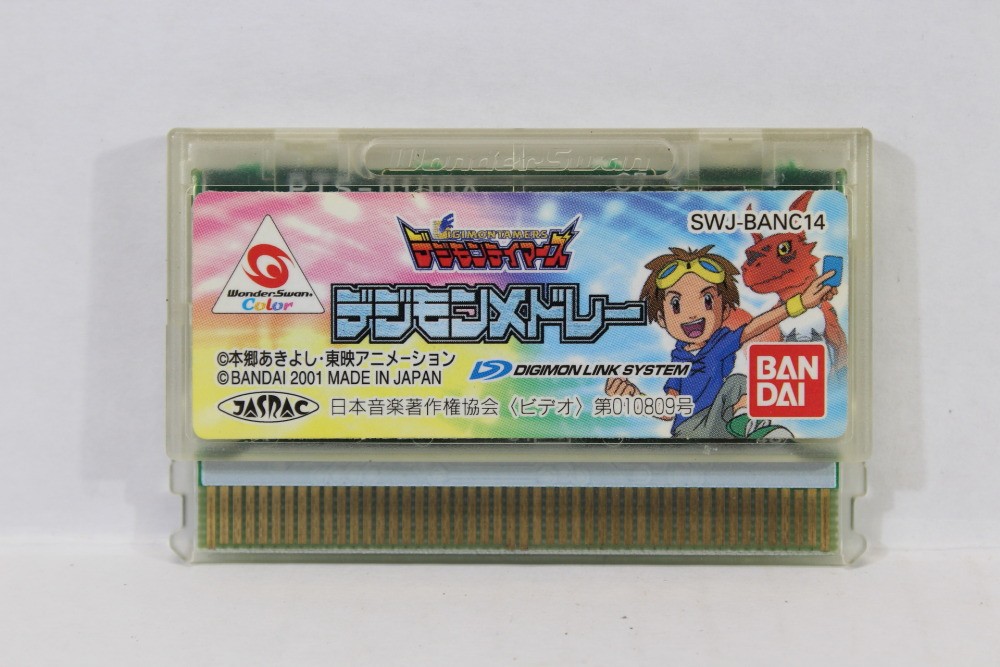 WonderSwan
SWJ-BANC14
DIGIMONTAMERS
デジモンテイマーズ
WonderSwan
Color
デジモンメドレー
©本郷あきよし・東映アニメーション
©BANDAI 2001 MADE IN JAPAN
DIGIMON LINK SYSTEM
BAN
DAI
JASRAC 日本音楽著作権協会 〈ビデオ〉 第010809号